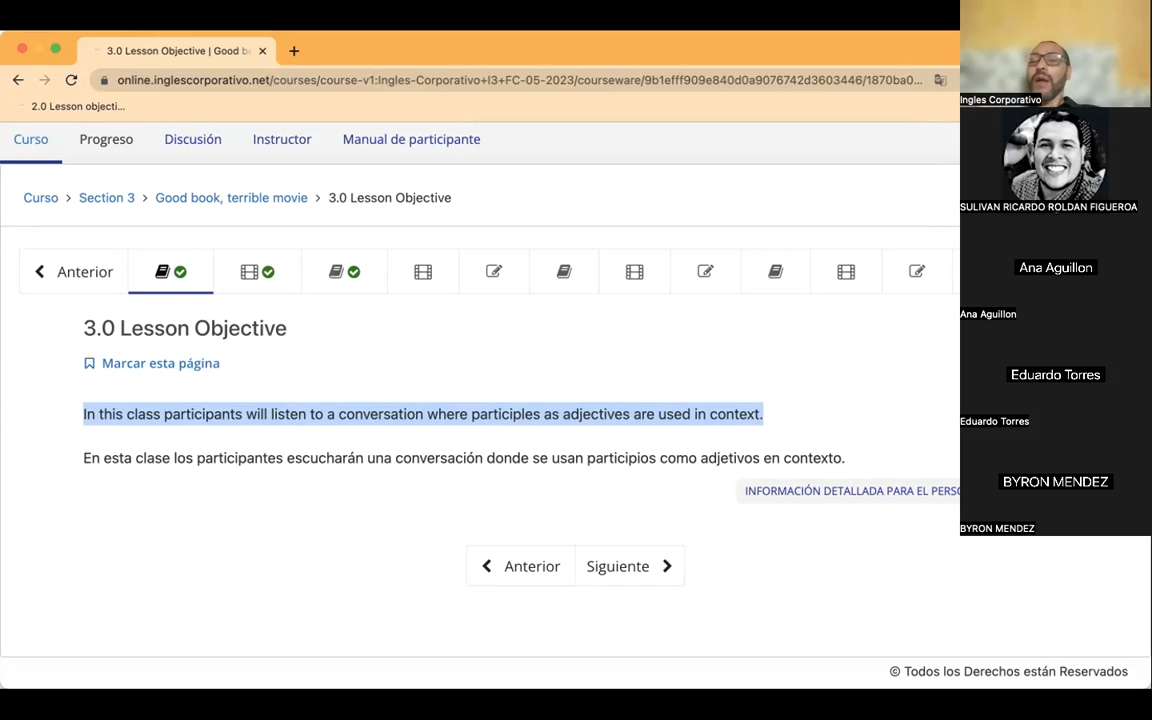 3.0 Lesson Objective | Good b
online.inglescorporativo.net/courses/course-v1:Ingles-Corporativo+I3+FC-05-2023/courseware/9b1efff909e840d0a9076742d3603446/1870ba0...
2.0 Lesson objecti...
Curso Progreso Discusión Instructor Manual de participante
Curso > Section 3 > Good book, terrible movie > 3.0 Lesson Objective
Anterior
3.0 Lesson Objective
Marcar esta página
In this class participants will listen to a conversation where participles as adjectives are used in context.
En esta clase los participantes escucharán una conversación donde se usan participios como adjetivos en contexto.
INFORMACIÓN DETALLADA PARA EL PERSO
Anterior Siguiente
© Todos los Derechos están Reservados
Ingles Corporativo
SULIVAN RICARDO ROLDAN FIGUEROA
Ana Aguillon
Ana Aguillon
Eduardo Torres
Eduardo Torres
BYRON MENDEZ
BYRON MENDEZ